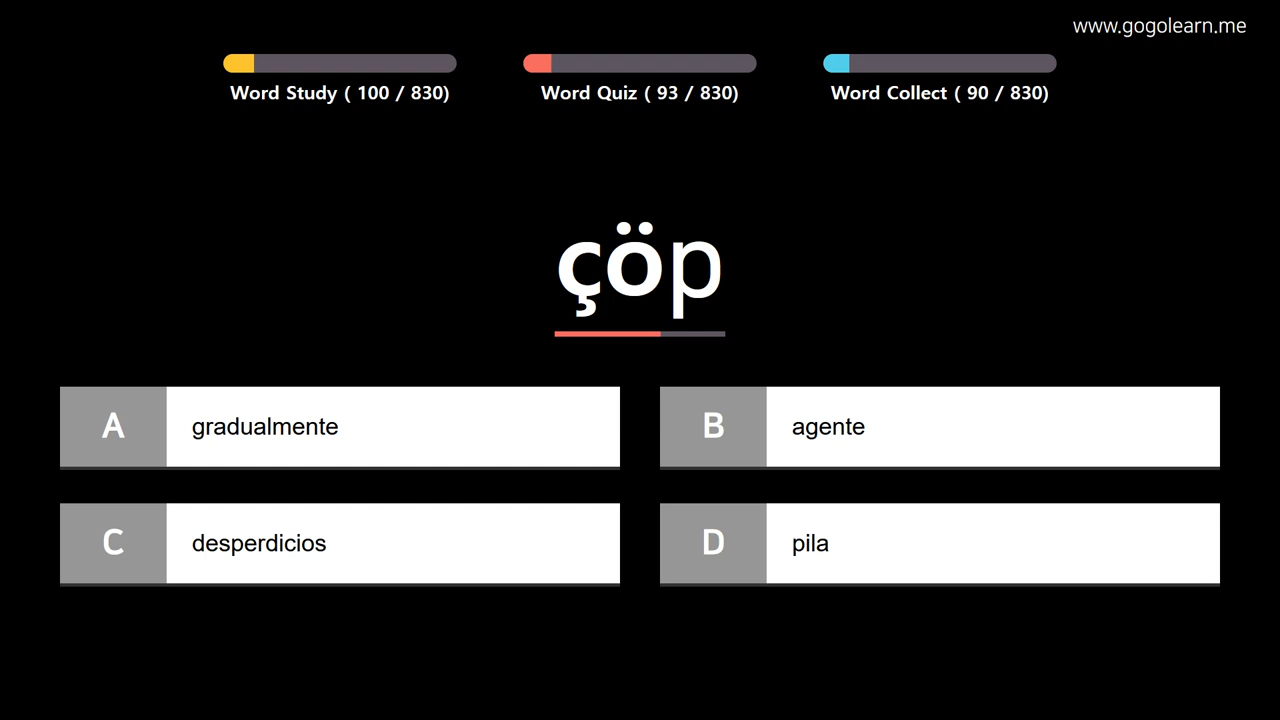 www.gogolearn.me
Word Study ( 100 / 830)
Word Quiz ( 93 / 830)
Word Collect ( 90 / 830)
çöp
A gradualmente
B agente
C desperdicios
D pila